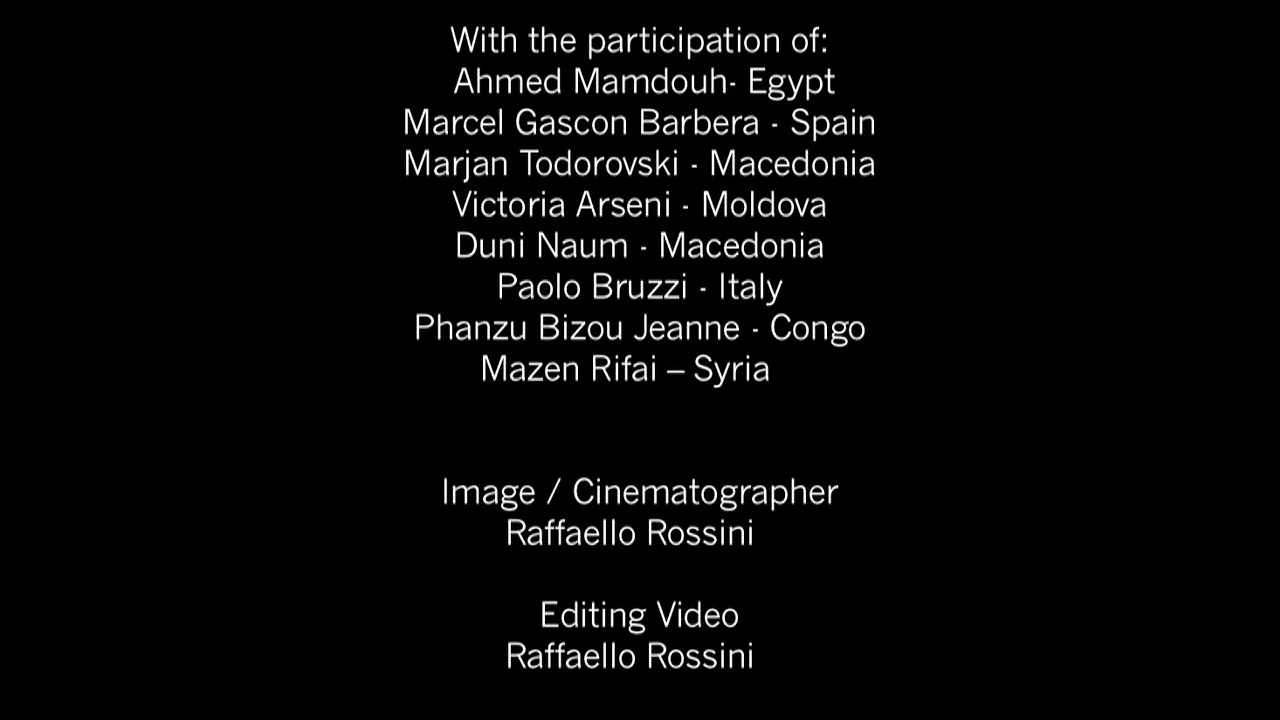 With the participation of:
Ahmed Mamdouh- Egypt
Marcel Gascon Barbera - Spain
Marjan Todorovski - Macedonia
Victoria Arseni - Moldova
Duni Naum - Macedonia
Paolo Bruzzi - Italy
Phanzu Bizou Jeanne - Congo
Mazen Rifai – Syria
Image / Cinematographer
Raffaello Rossini
Editing Video
Raffaello Rossini